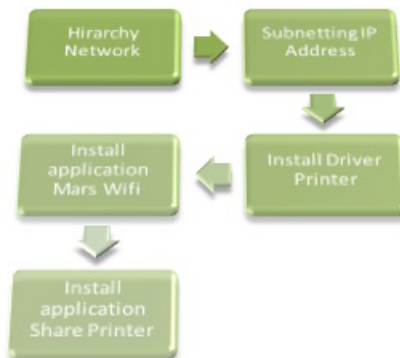 Hirarchy
Network
Subnetting IP
Address
Install Driver
Printer
Install
application
Mars Wifi
Install
application
Share Printer